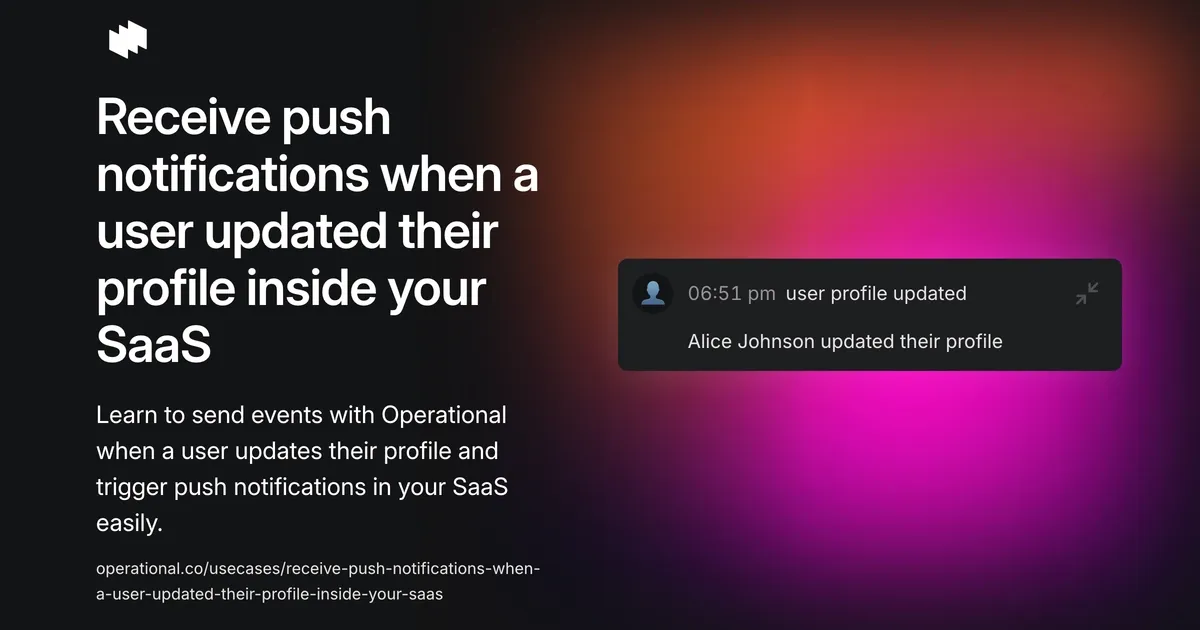 Receive push
notifications when a
user updated their
profile inside your
SaaS
Learn to send events with Operational
when a user updates their profile and
trigger push notifications in your SaaS
easily.
operational.co/usecases/receive-push-notifications-when-
a-user-updated-their-profile-inside-your-saas
06:51 pm user profile updated
Alice Johnson updated their profile